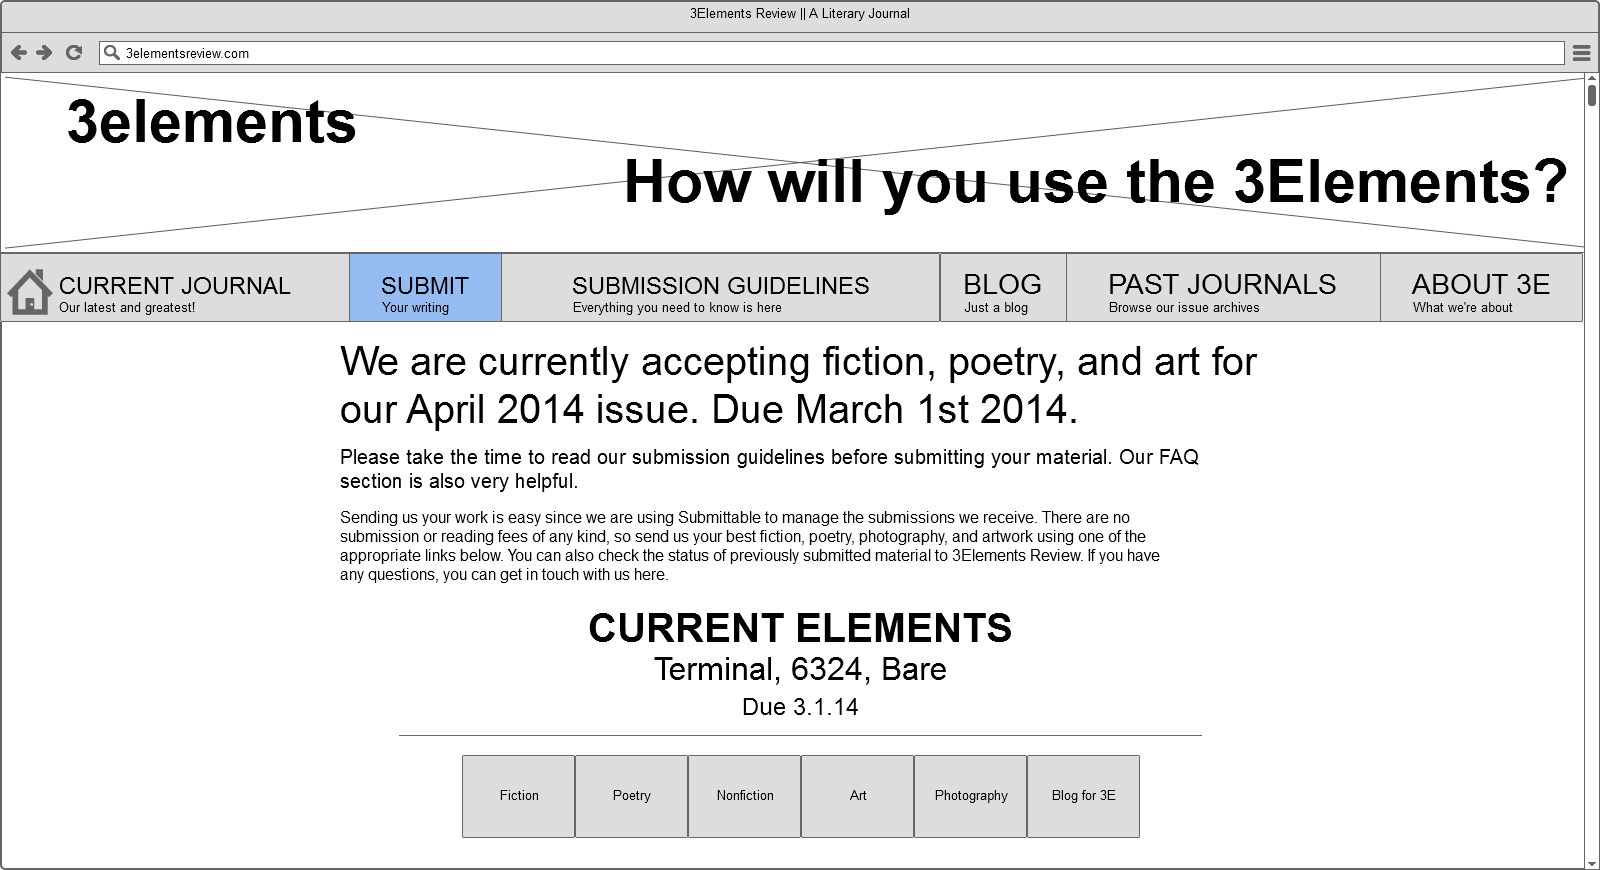 3Elements Review || A Literary Journal
3elementsreview.com
3elements
How will you use the 3Elements?
CURRENT JOURNAL
Our latest and greatest!
SUBMIT
Your writing
SUBMISSION GUIDELINES
Everything you need to know is here
BLOG
Just a blog
PAST JOURNALS
Browse our issue archives
ABOUT 3E
What we're about
We are currently accepting fiction, poetry, and art for
our April 2014 issue. Due March 1st 2014.
Please take the time to read our submission guidelines before submitting your material. Our FAQ
section is also very helpful.
Sending us your work is easy since we are using Submittable to manage the submissions we receive. There are no
submission or reading fees of any kind, so send us your best fiction, poetry, photography, and artwork using one of the
appropriate links below. You can also check the status of previously submitted material to 3Elements Review. If you have
any questions, you can get in touch with us here.
CURRENT ELEMENTS
Terminal, 6324, Bare
Due 3.1.14
Fiction
Poetry
Nonfiction
Art
Photography
Blog for 3E